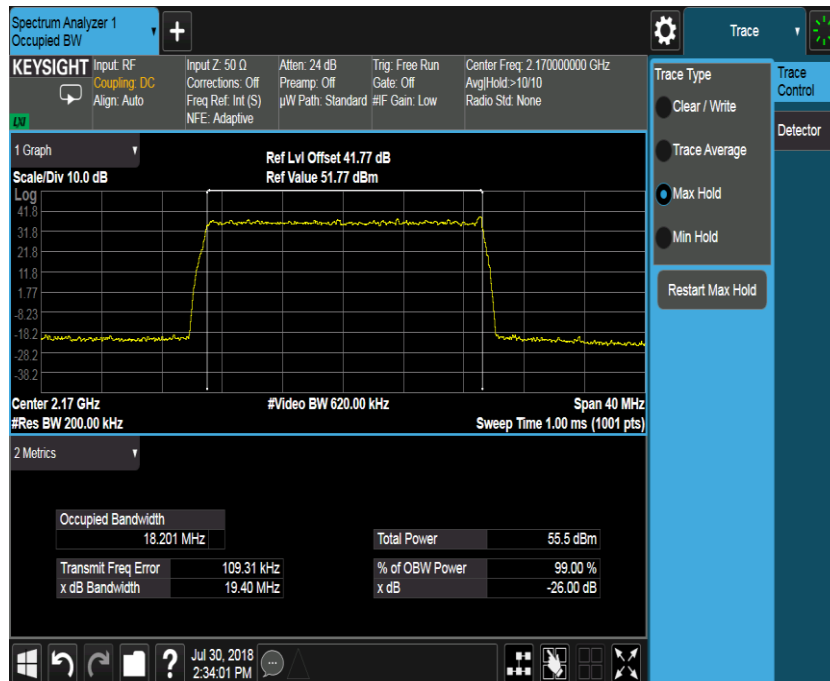 Spectrum Analyzer 1
Occupied BW
+
Trace
KEYSIGHT
Input: RF
Coupling: DC
Align: Auto
Input Z: 50 Ω
Corrections: Off
Freq Ref: Int (S)
NFE: Adaptive
Atten: 24 dB
Preamp: Off
µW Path: Standard
Trig: Free Run
Gate: Off
#IF Gain: Low
Center Freq: 2.170000000 GHz
Avg|Hold:>10/10
Radio Std: None
LXI
Trace Type
Clear / Write
Trace Average
Max Hold
Min Hold
Restart Max Hold
Trace
Control
Detector
1 Graph
Scale/Div 10.0 dB
Ref Lvl Offset 41.77 dB
Ref Value 51.77 dBm
Log
41.8
31.8
21.8
11.8
1.77
-8.23
-18.2
-28.2
-38.2
Center 2.17 GHz
#Video BW 620.00 kHz
Span 40 MHz
#Res BW 200.00 kHz
Sweep Time 1.00 ms (1001 pts)
2 Metrics
Occupied Bandwidth
18.201 MHz
Total Power 55.5 dBm
Transmit Freq Error 109.31 kHz
% of OBW Power 99.00 %
x dB Bandwidth 19.40 MHz
x dB -26.00 dB
?
Jul 30, 2018
2:34:01 PM